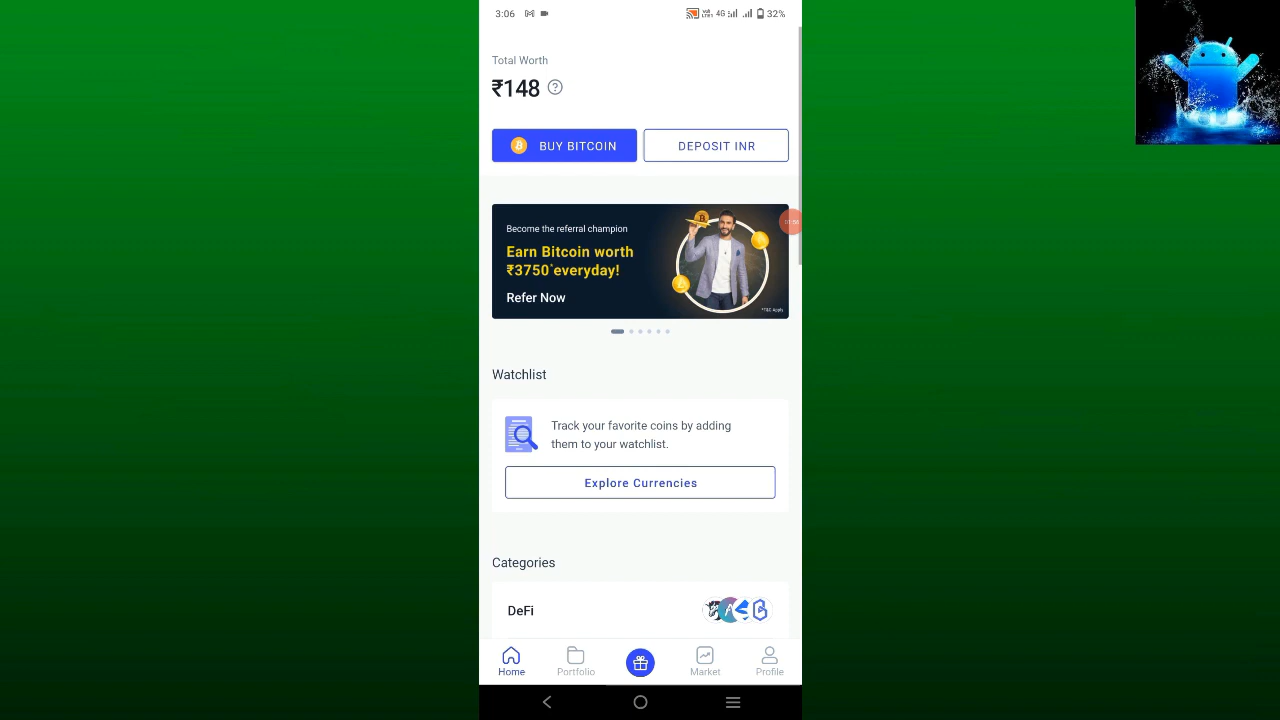 3:06
4G
32%
Total Worth
₹148
BUY BITCOIN
DEPOSIT INR
Become the referral champion
Earn Bitcoin worth
₹3750*everyday!
Refer Now
*T&C Apply
Watchlist
Track your favorite coins by adding
them to your watchlist.
Explore Currencies
Categories
DeFi
Home
Portfolio
Market
Profile